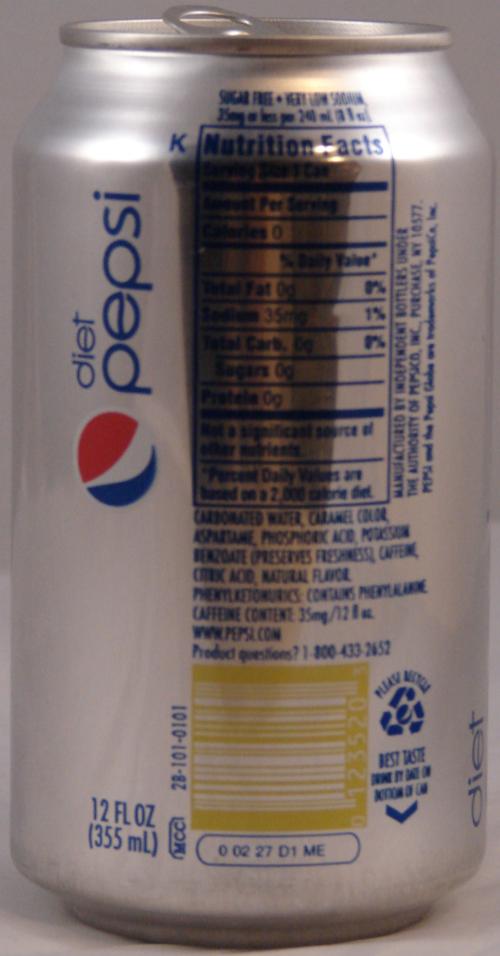 SUGAR FREE • VERY LOW SODIUM,
35mg or less per 240 mL (8 fl oz)
K
Nutrition Facts
Serving Size 1 Can
Amount Per Serving
Calories 0
% Daily Value*
Total Fat 0g 0%
Sodium 35mg 1%
Total Carb. 0g 0%
Sugars 0g
Protein 0g
Not a significant source of
other nutrients.
*Percent Daily Values are
based on a 2,000 calorie diet.
MANUFACTURED BY INDEPENDENT BOTTLERS UNDER
THE AUTHORITY OF PEPSICO, INC., PURCHASE, NY 10577.
PEPSI and the Pepsi Globe are trademarks of PepsiCo, Inc.
diet
pepsi
CARBONATED WATER, CARAMEL COLOR,
ASPARTAME, PHOSPHORIC ACID, POTASSIUM
BENZOATE (PRESERVES FRESHNESS), CAFFEINE,
CITRIC ACID, NATURAL FLAVOR.
PHENYLKETONURICS: CONTAINS PHENYLALANINE
CAFFEINE CONTENT: 35mg/12 fl oz.
WWW.PEPSI.COM
Product questions? 1-800-433-2652
PLEASE RECYCLE
BEST TASTE
DRINK BY DATE ON
BOTTOM OF CAN
diet
28-101-0101
MCC
0 123520
12 FL OZ
(355 mL)
0 02 27 D1 ME